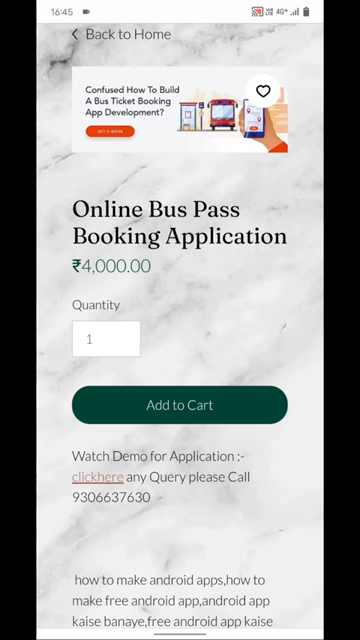 16:45
4G+
Back to Home
Confused How To Build
A Bus Ticket Booking
App Development?
GET E-BOOK
Online Bus Pass
Booking Application
₹4,000.00
Quantity
1
Add to Cart
Watch Demo for Application :-
clickhere any Query please Call
9306637630
how to make android apps,how to
make free android app,android app
kaise banaye,free android app kaise